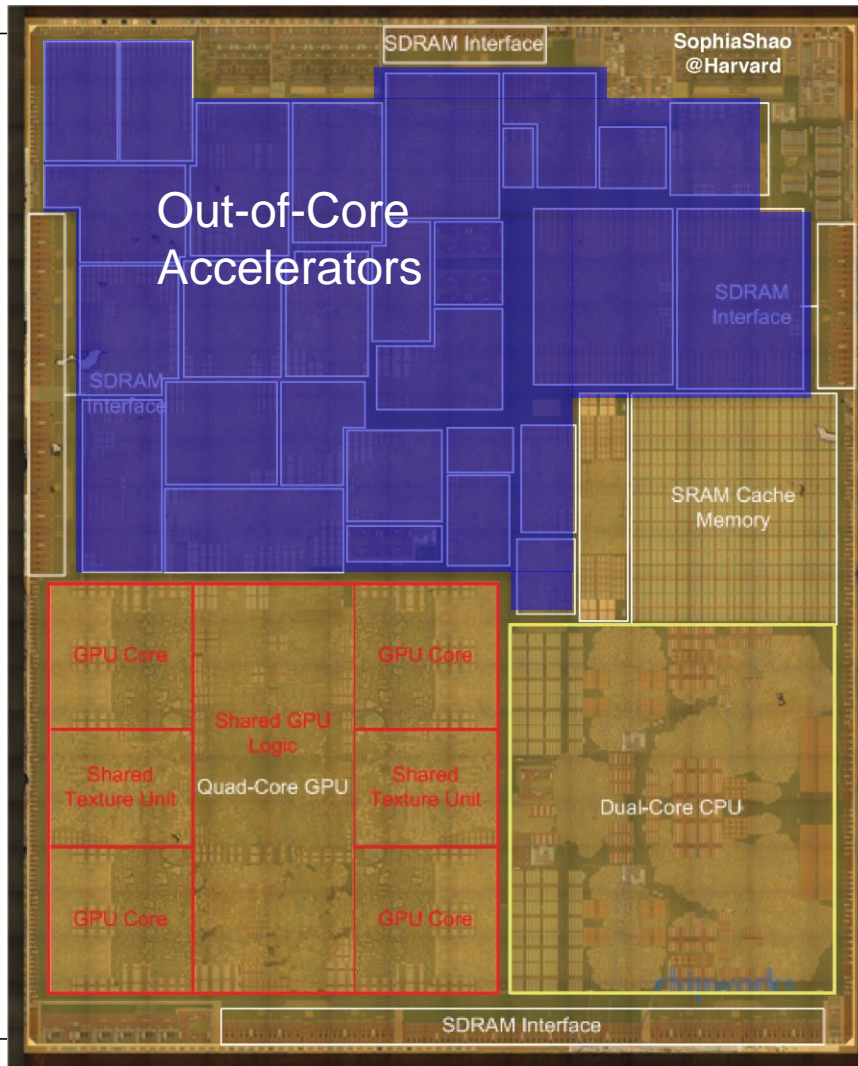 SDRAM Interface
SophiaShao
@Harvard
Out-of-Core
Accelerators
SDRAM
Interface
SDRAM
Interface
SRAM Cache
Memory
GPU Core
GPU Core
Shared GPU
Logic
Shared
Texture Unit
Quad-Core GPU
Shared
Texture Unit
Dual-Core CPU
GPU Core
GPU Core
chipworks
SDRAM Interface